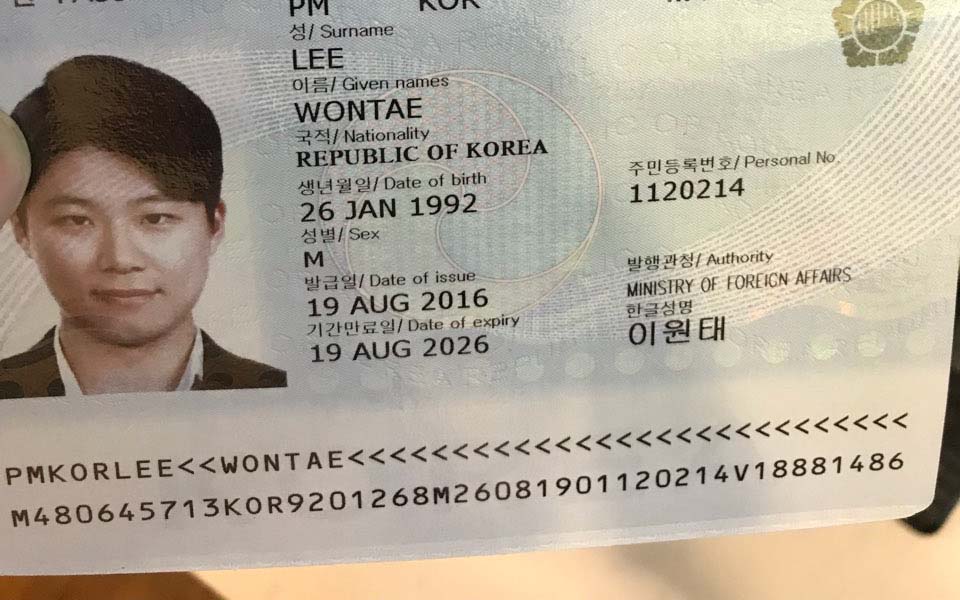 PM KOR
성/ Surname
LEE
이름/ Given names
WONTAE
국적/ Nationality
REPUBLIC OF KOREA
생년월일/ Date of birth
26 JAN 1992
주민등록번호/ Personal No.
1120214
성별/ Sex
M
발급일/ Date of issue
19 AUG 2016
발행관청/ Authority
MINISTRY OF FOREIGN AFFAIRS
기간만료일/ Date of expiry
19 AUG 2026
한글성명
이원태
PMKORLEE<<WONTAE<<<<<<<<<<<<<<<<<<<<<<<<<<<<
M480645713KOR9201268M26081901120214V18881486